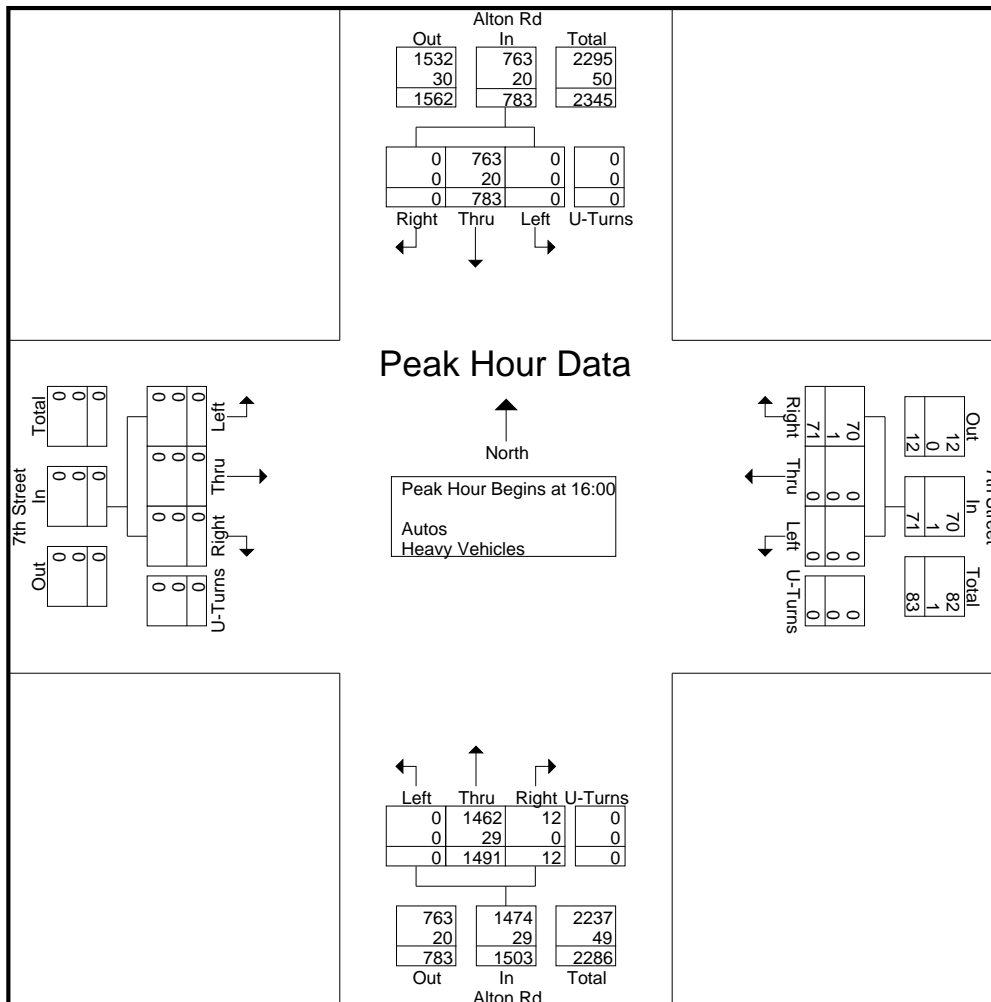 Alton Rd
Out In Total
1532 763 2295
30 20 50
1562 783 2345
0 763 0 0
0 20 0 0
0 783 0 0
Right Thru Left U-Turns
Peak Hour Data
North
Peak Hour Begins at 16:00
Autos
Heavy Vehicles
7th Street
Total
0
0
0
In
0
0
0
Out
0
0
0
Left
0
0
0
Thru
0
0
0
Right
0
0
0
U-Turns
0
0
0
Right
70
1
71
Thru
0
0
0
Left
0
0
0
U-Turns
0
0
0
Out
12
0
12
In
70
1
71
Total
82
1
83
7th Street
Left Thru Right U-Turns
0 1462 12 0
0 29 0 0
0 1491 12 0
763 1474 2237
20 29 49
783 1503 2286
Out In Total
Alton Rd